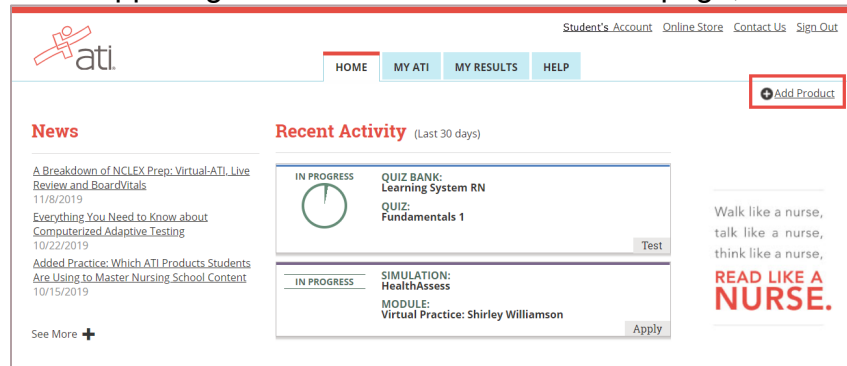 Student's Account Online Store Contact Us Sign Out
ati.
HOME MY ATI MY RESULTS HELP
Add Product
News
A Breakdown of NCLEX Prep: Virtual-ATI, Live
Review and BoardVitals
11/8/2019
Everything You Need to Know about
Computerized Adaptive Testing
10/22/2019
Added Practice: Which ATI Products Students
Are Using to Master Nursing School Content
10/15/2019
See More
Recent Activity (Last 30 days)
IN PROGRESS
QUIZ BANK:
Learning System RN
QUIZ:
Fundamentals 1
Test
IN PROGRESS
SIMULATION:
HealthAssess
MODULE:
Virtual Practice: Shirley Williamson
Apply
Walk like a nurse,
talk like a nurse,
think like a nurse,
READ LIKE A
NURSE.